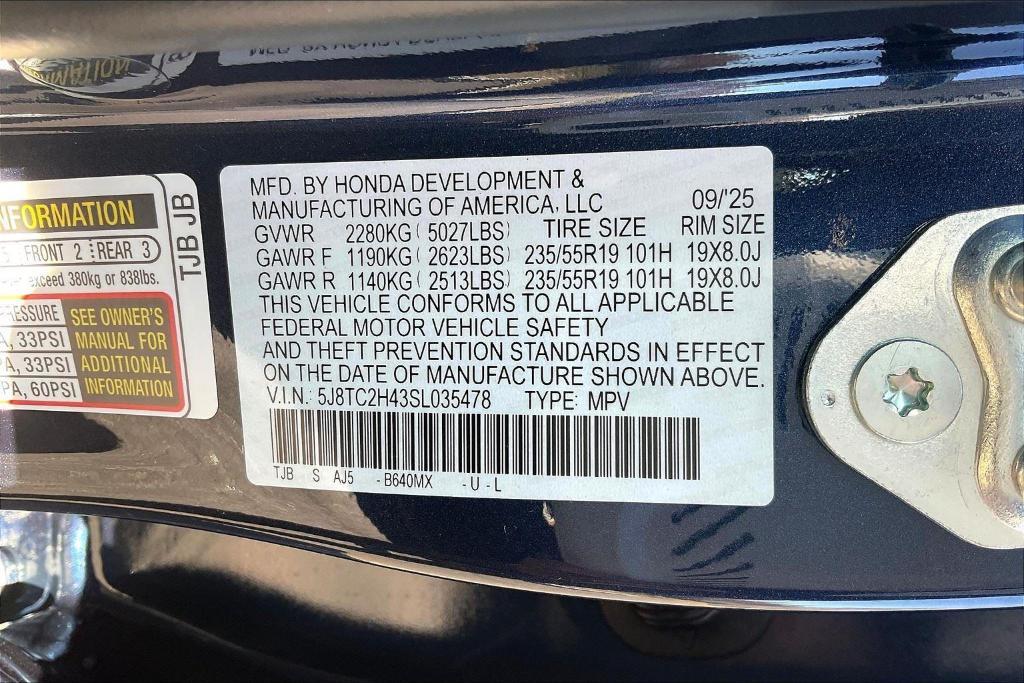 NFORMATION
FRONT 2 REAR 3
exceed 380kg or 838lbs.
TJB JB
RESSURE
33PSI
33PSI
60PSI
SEE OWNER'S
MANUAL FOR
ADDITIONAL
INFORMATION
MFD. BY HONDA DEVELOPMENT &
MANUFACTURING OF AMERICA, LLC 09/'25
GVWR 2280KG (5027LBS) TIRE SIZE RIM SIZE
GAWR F 1190KG (2623LBS) 235/55R19 101H 19X8.0J
GAWR R 1140KG (2513LBS) 235/55R19 101H 19X8.0J
THIS VEHICLE CONFORMS TO ALL APPLICABLE
FEDERAL MOTOR VEHICLE SAFETY
AND THEFT PREVENTION STANDARDS IN EFFECT
ON THE DATE OF MANUFACTURE SHOWN ABOVE.
V.I.N.: 5J8TC2H43SL035478 TYPE: MPV
TJB S AJ5 -B640MX -U-L